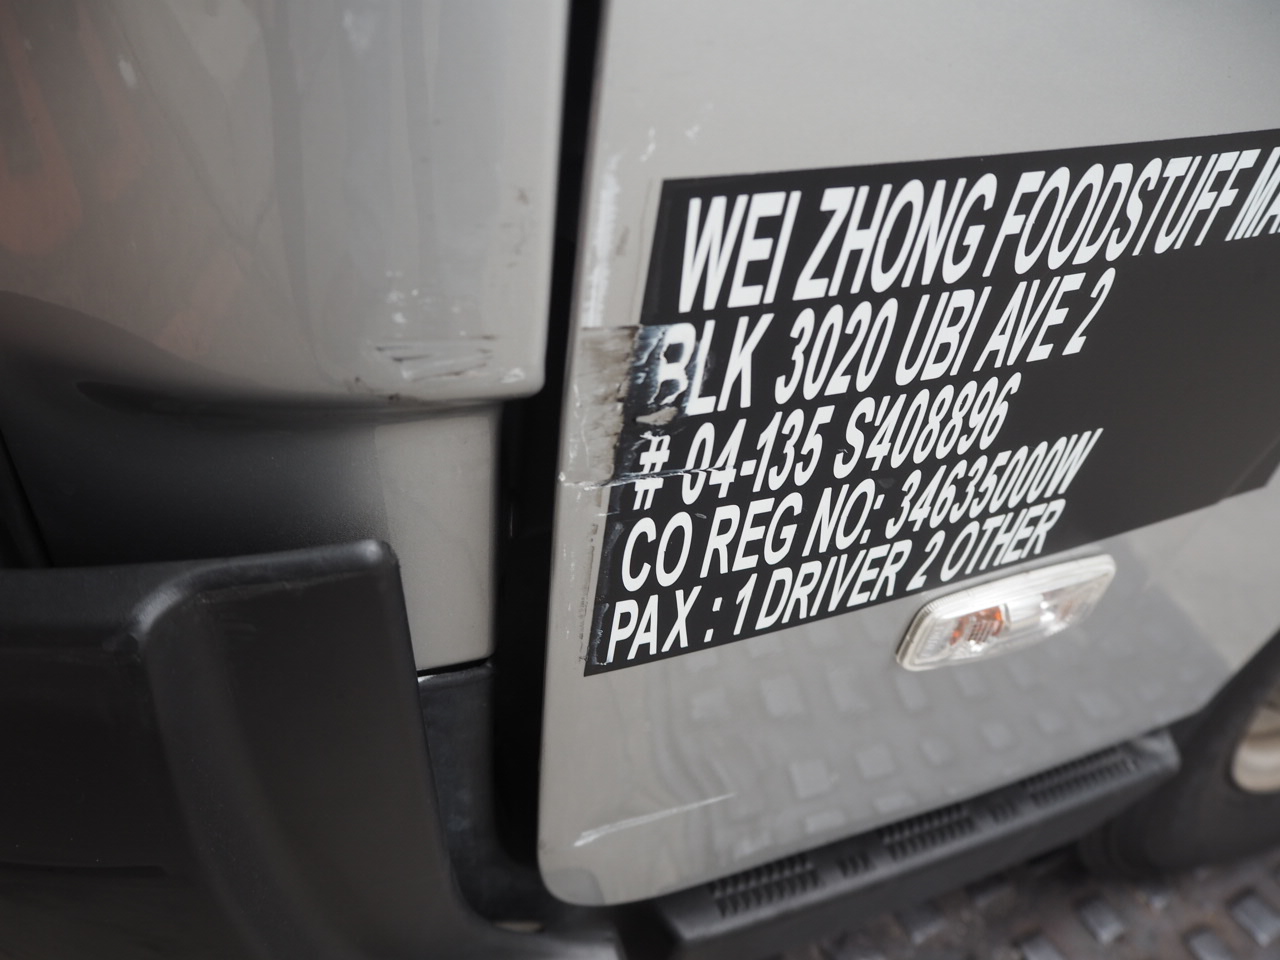 WEI ZHONG FOODSTUFF
BLK 3020 UBI AVE 2
# 04-135 S'408896
CO REG NO: 34635000W
PAX : 1 DRIVER 2 OTHER